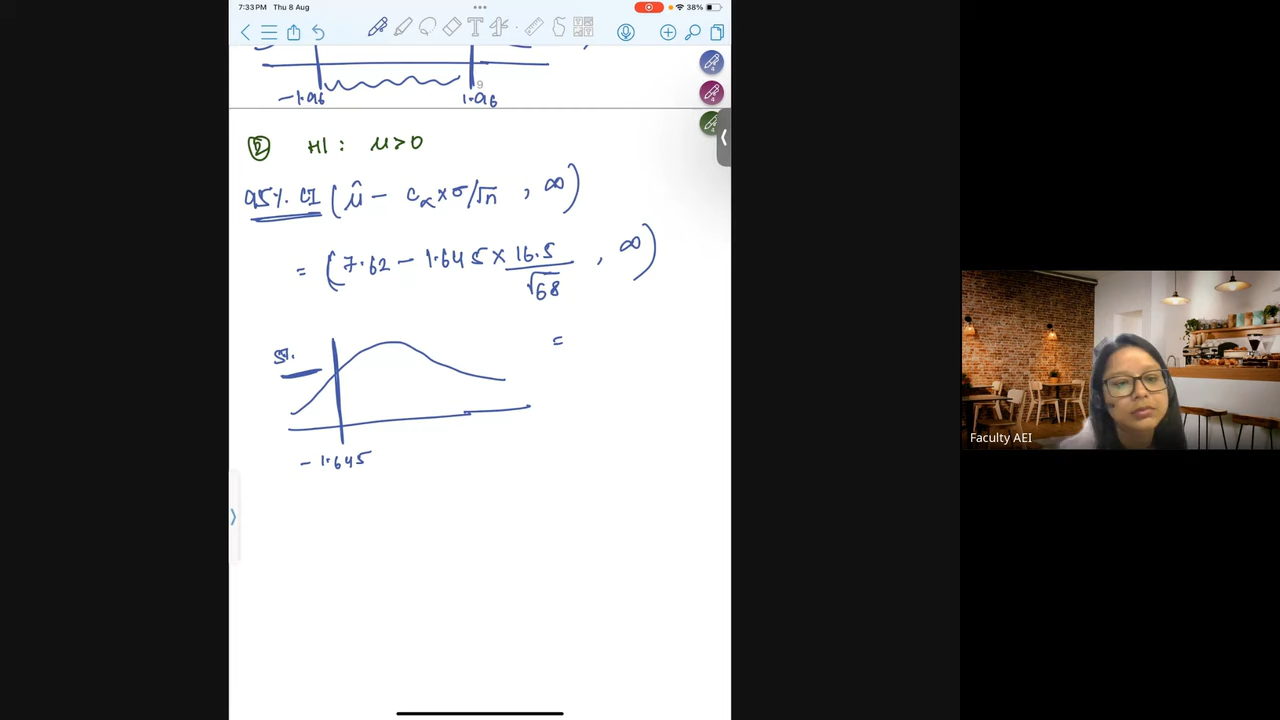 7:33 PM Thu 8 Aug
38%
9
-1.96
1.96
② H1 : μ > 0
95% CI ( μ̂ - cα × σ/√n , ∞ )
= ( 7.62 - 1.645 × 16.5/√68 , ∞ )
5%.
=
-1.645
Faculty AEI